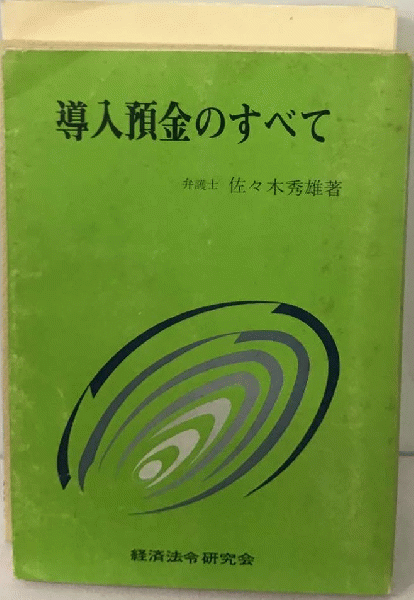 導入預金のすべて
弁護士 佐々木秀雄著
経済法令研究会